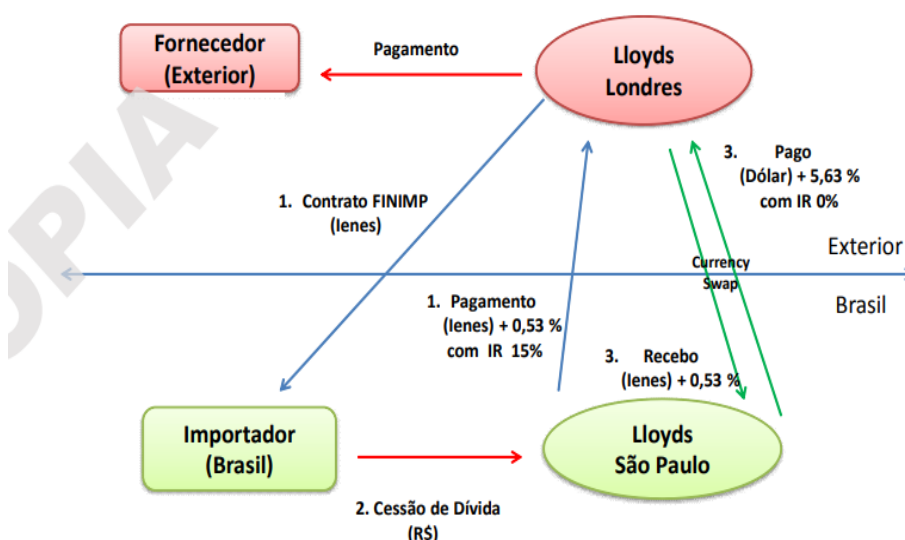 Fornecedor
(Exterior)
Pagamento
Lloyds
Londres
1. Contrato FINIMP
(Ienes)
3. Pago
(Dólar) + 5,63 %
com IR 0%
Exterior
Currency
Swap
Brasil
1. Pagamento
(Ienes) + 0,53 %
com IR 15%
3. Recebo
(Ienes) + 0,53 %
Importador
(Brasil)
Lloyds
São Paulo
2. Cessão de Dívida
(R$)
OPIA